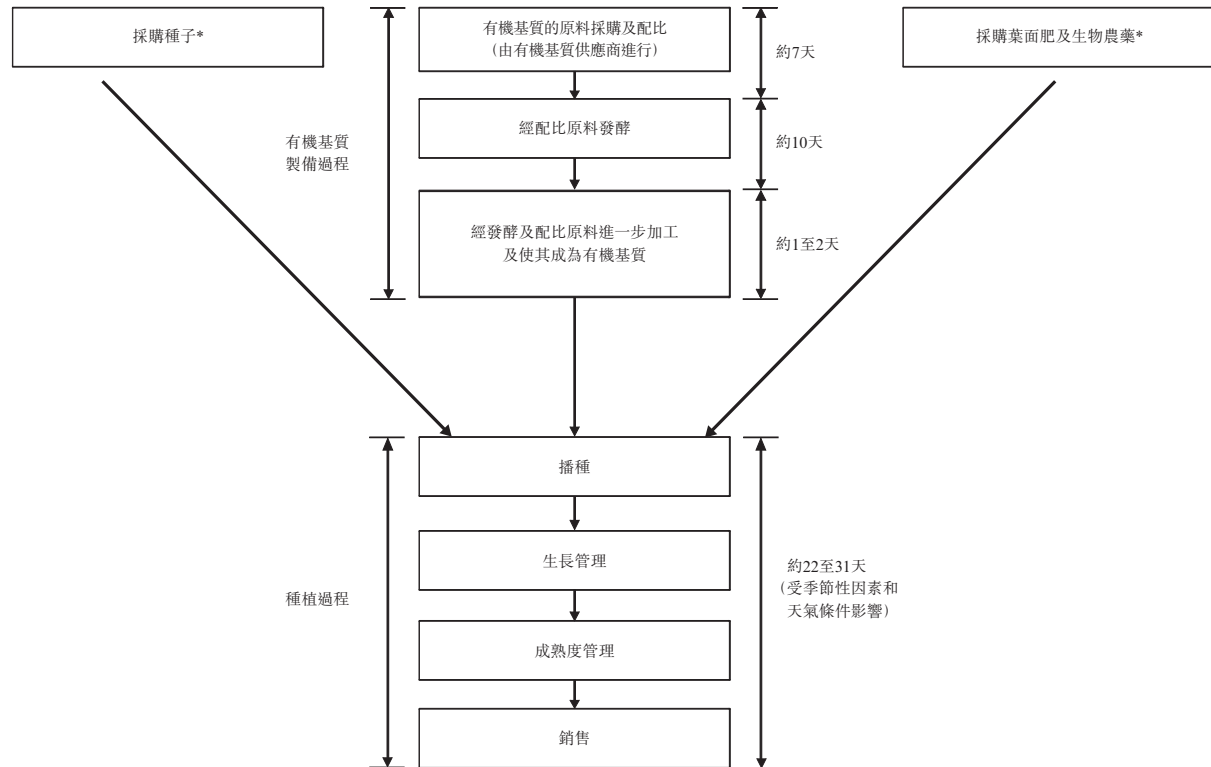 採購種子*
有機基質的原料採購及配比
(由有機基質供應商進行)
約7天
採購葉面肥及生物農藥*
有機基質
製備過程
經配比原料發酵
約10天
經發酵及配比原料進一步加工
及使其成為有機基質
約1至2天
播種
生長管理
種植過程
約22至31天
(受季節性因素和
天氣條件影響)
成熟度管理
銷售